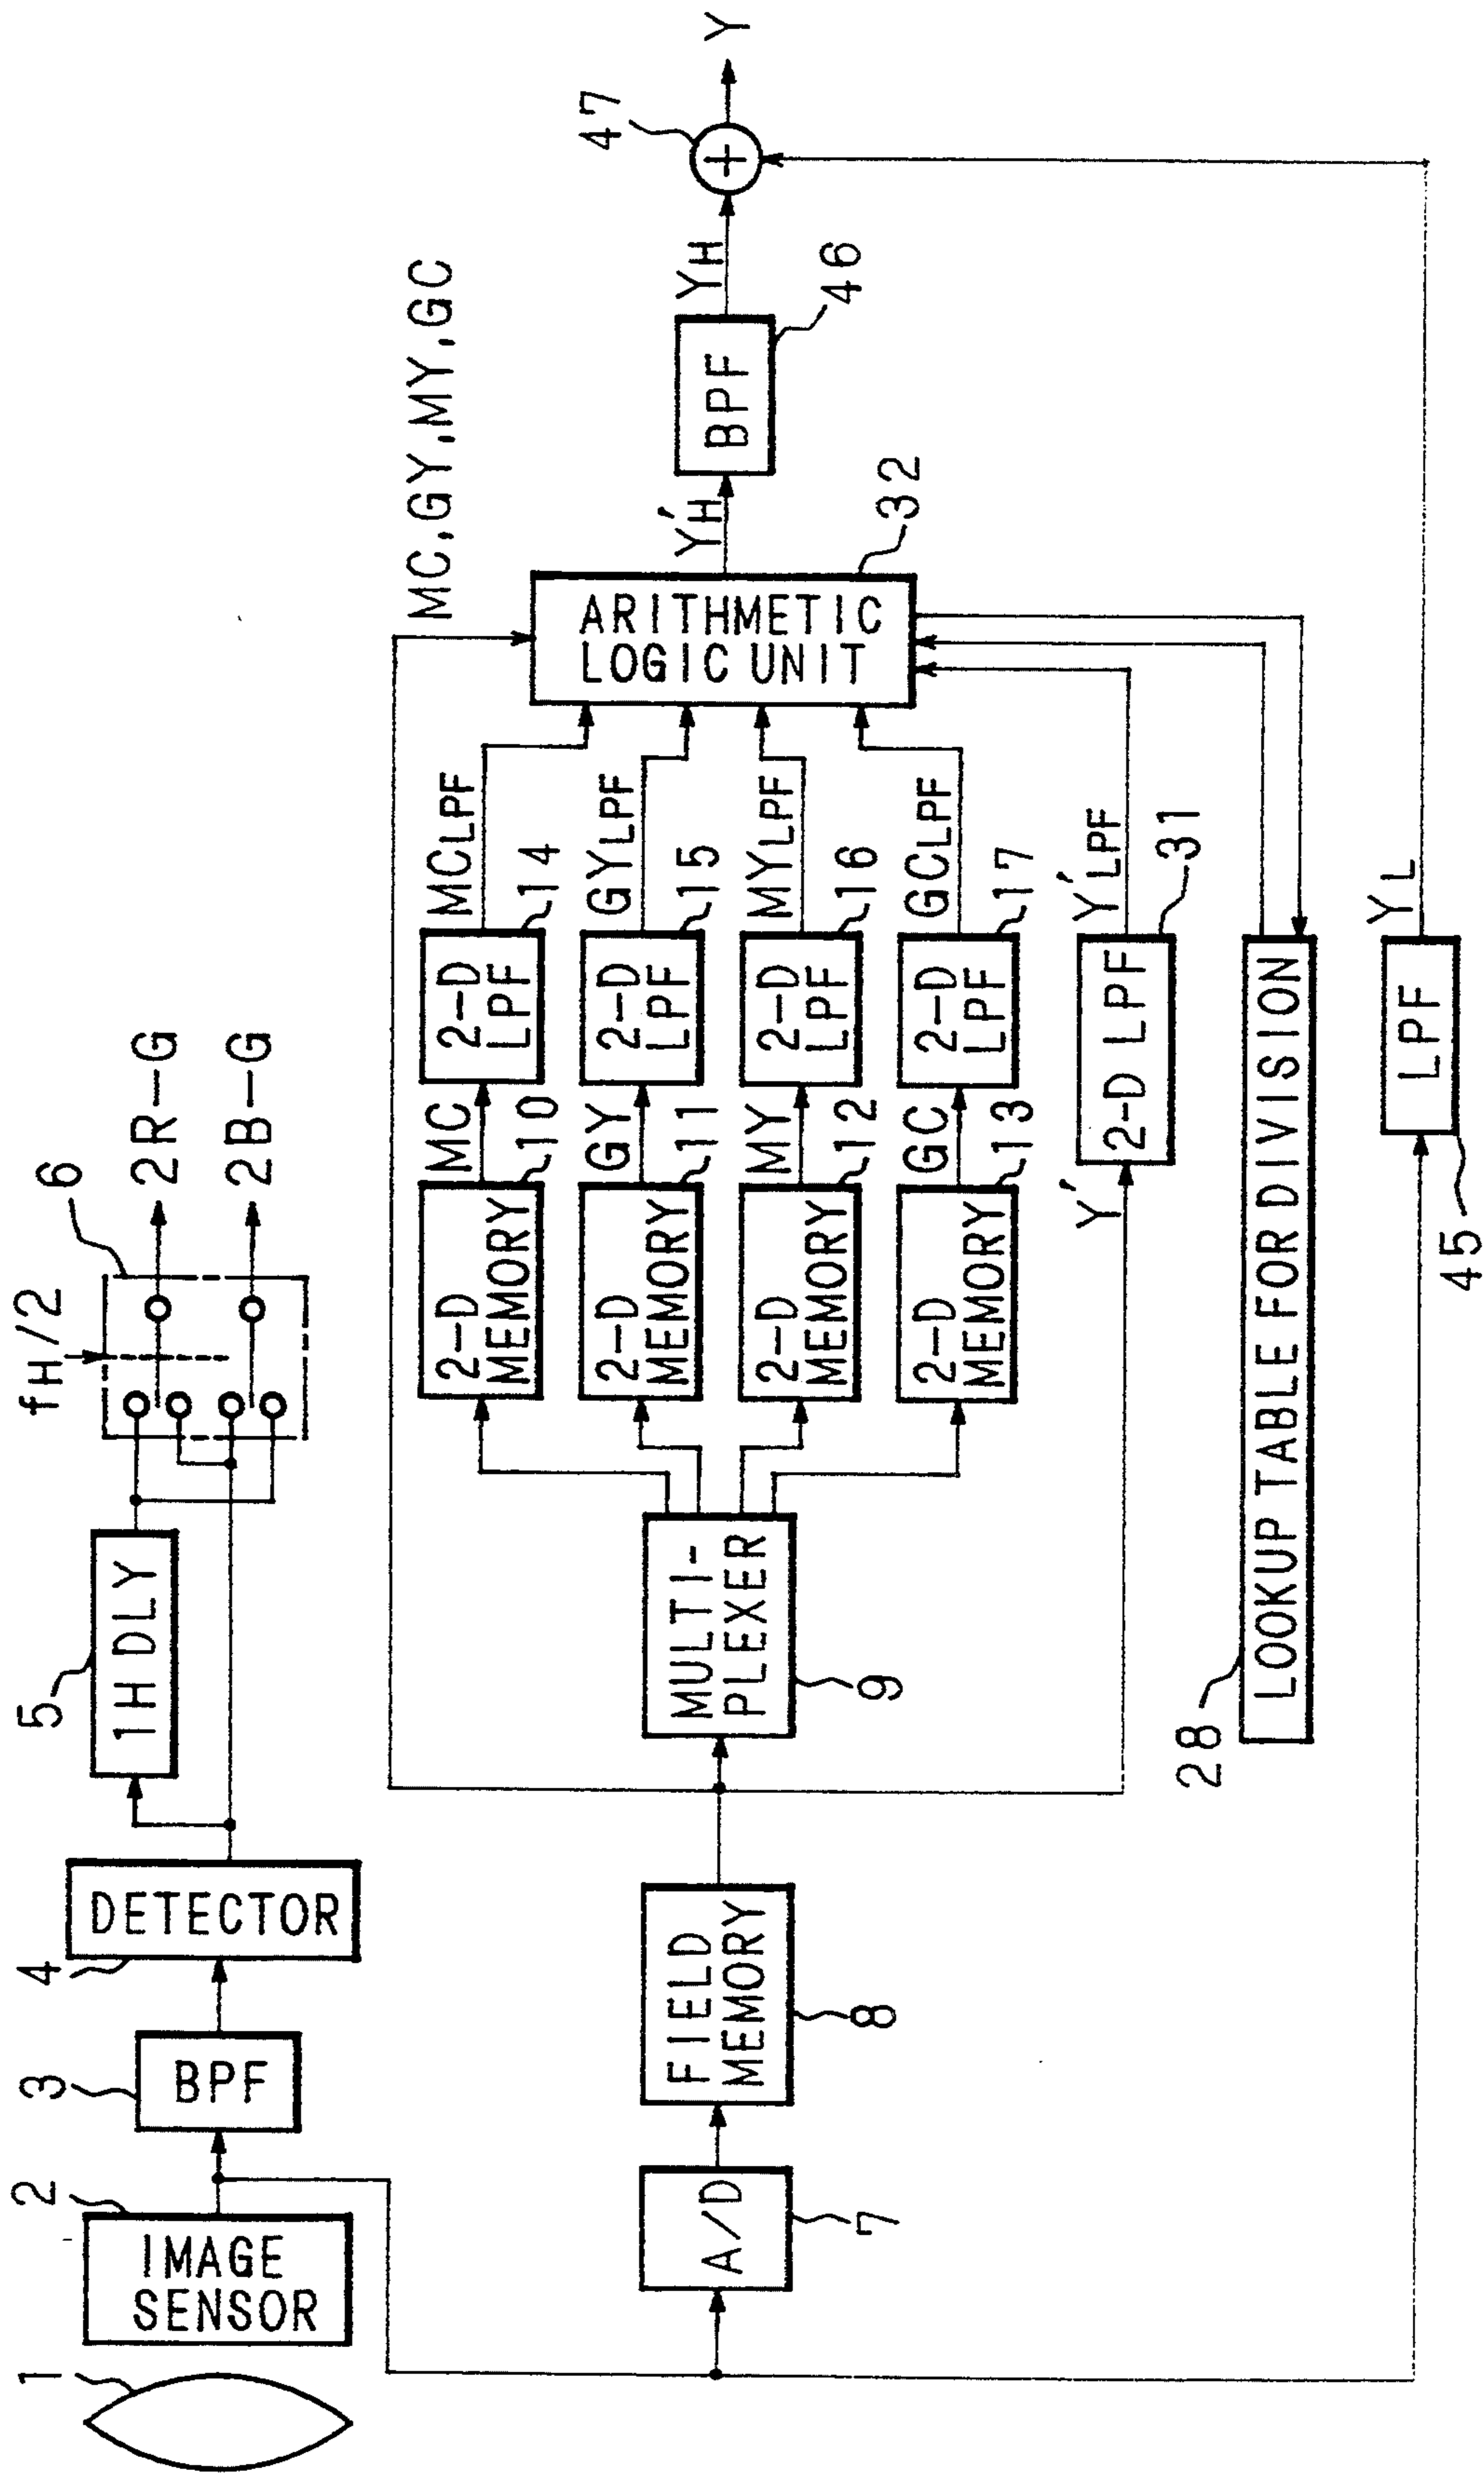 1
IMAGE
SENSOR
2
BPF
3
DETECTOR
4
1H DLY
5
fH/2
6
2R-G
2B-G
A/D
7
FIELD
MEMORY
8
MULTI-
PLEXER
9
2-D
MEMORY
10
MC
2-D
LPF
14
MCLPF
2-D
MEMORY
11
GY
2-D
LPF
15
GYLPF
2-D
MEMORY
12
MY
2-D
LPF
16
MYLPF
2-D
MEMORY
13
GC
2-D
LPF
17
GCLPF
Y'
2-D LPF
31
Y'LPF
28
LOOKUP TABLE FOR DIVISION
45
LPF
YL
MC,GY,MY,GC
ARITHMETIC
LOGIC UNIT
32
Y'H
BPF
46
YH
47
+
Y